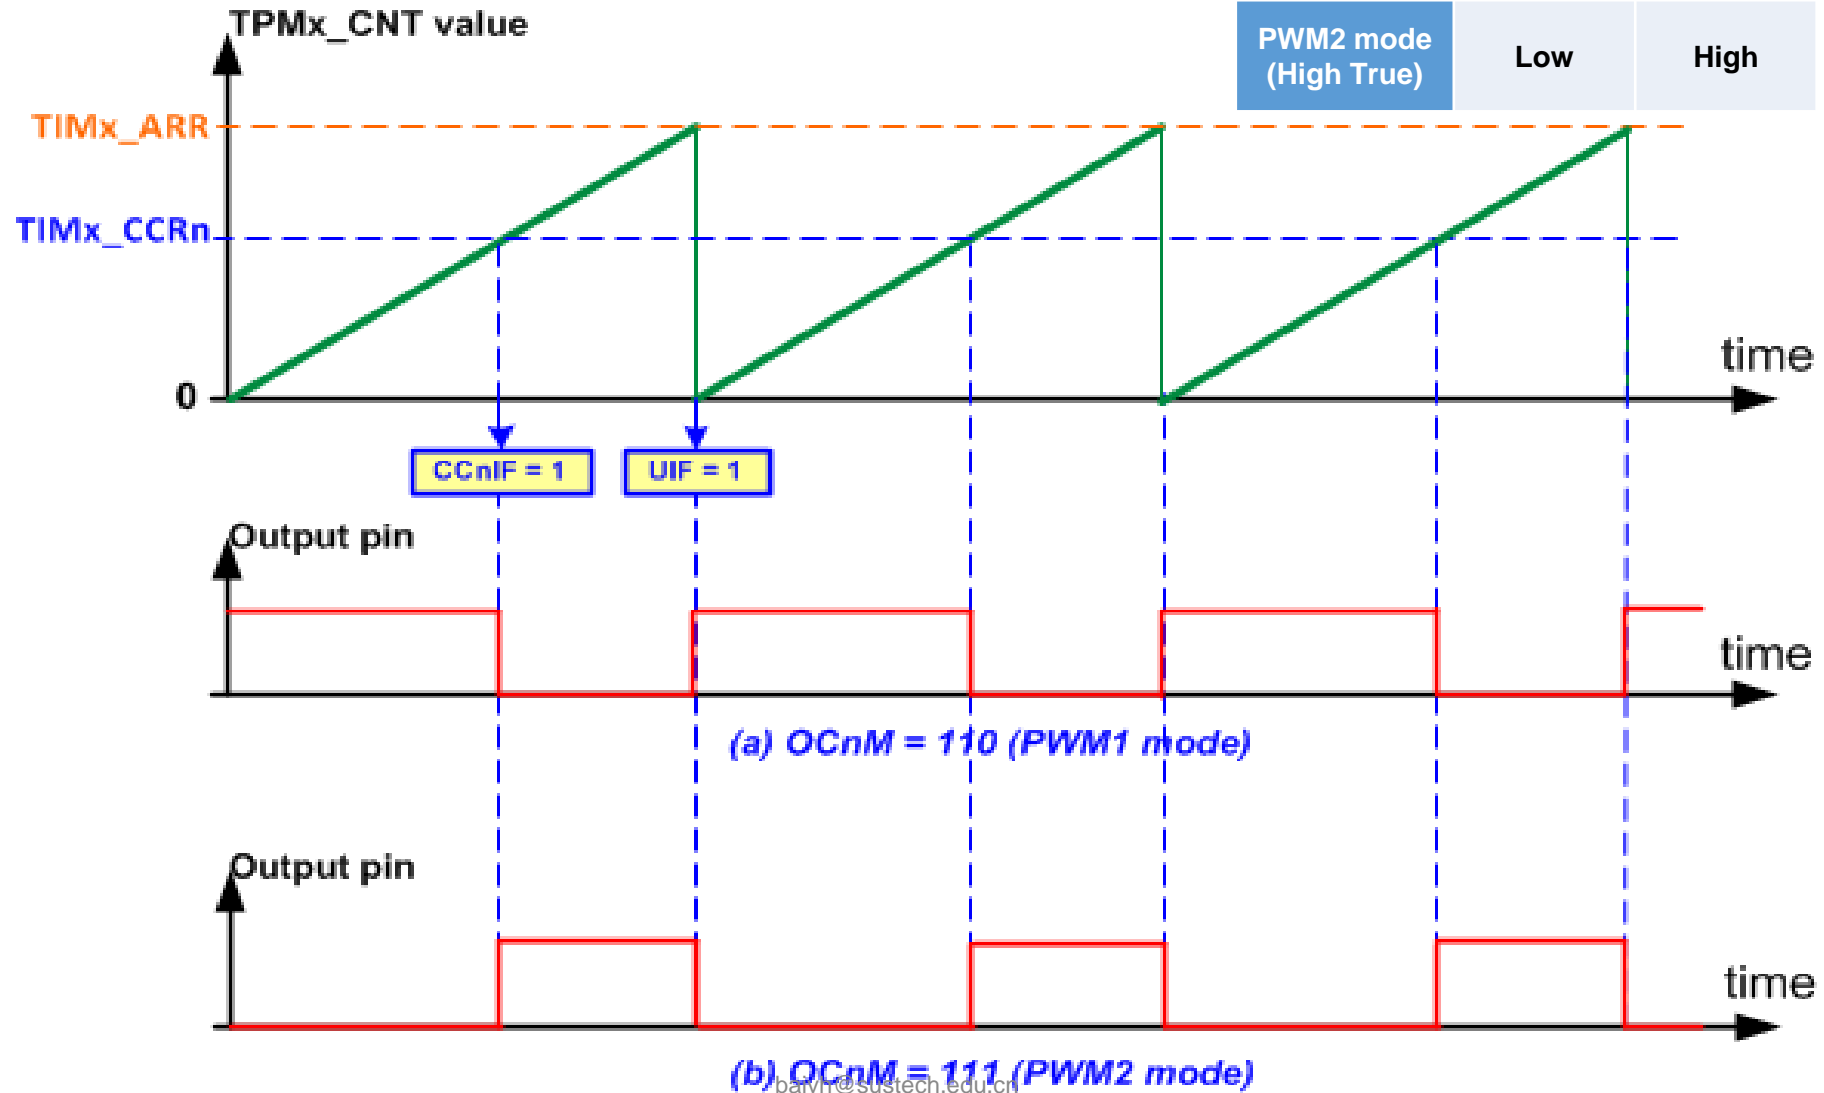 TPMx_CNT value
PWM2 mode
(High True)
Low
High
TIMx_ARR
TIMx_CCRn
time
0
CCnIF = 1
UIF = 1
Output pin
time
(a) OCnM = 110 (PWM1 mode)
Output pin
time
(b) OCnM = 111 (PWM2 mode)
baiyh@sustech.edu.cn